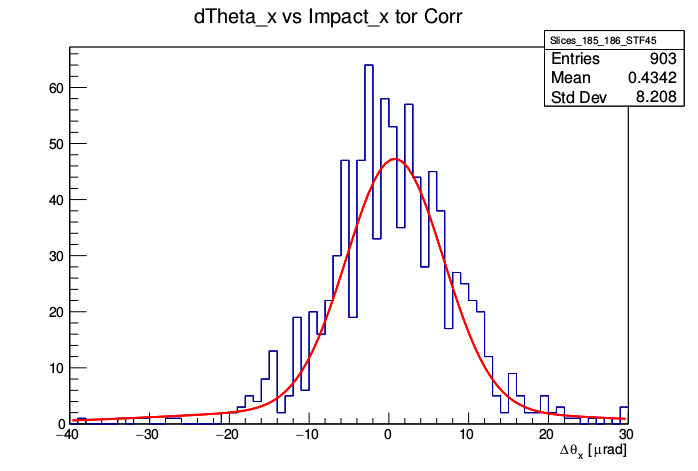 dTheta_x vs Impact_x tor Corr
Slices_185_186_STF45
Entries 903
Mean 0.4342
Std Dev 8.208
60
50
40
30
20
10
0
−40 −30 −20 −10 0 10 20 30
Δθx [μrad]